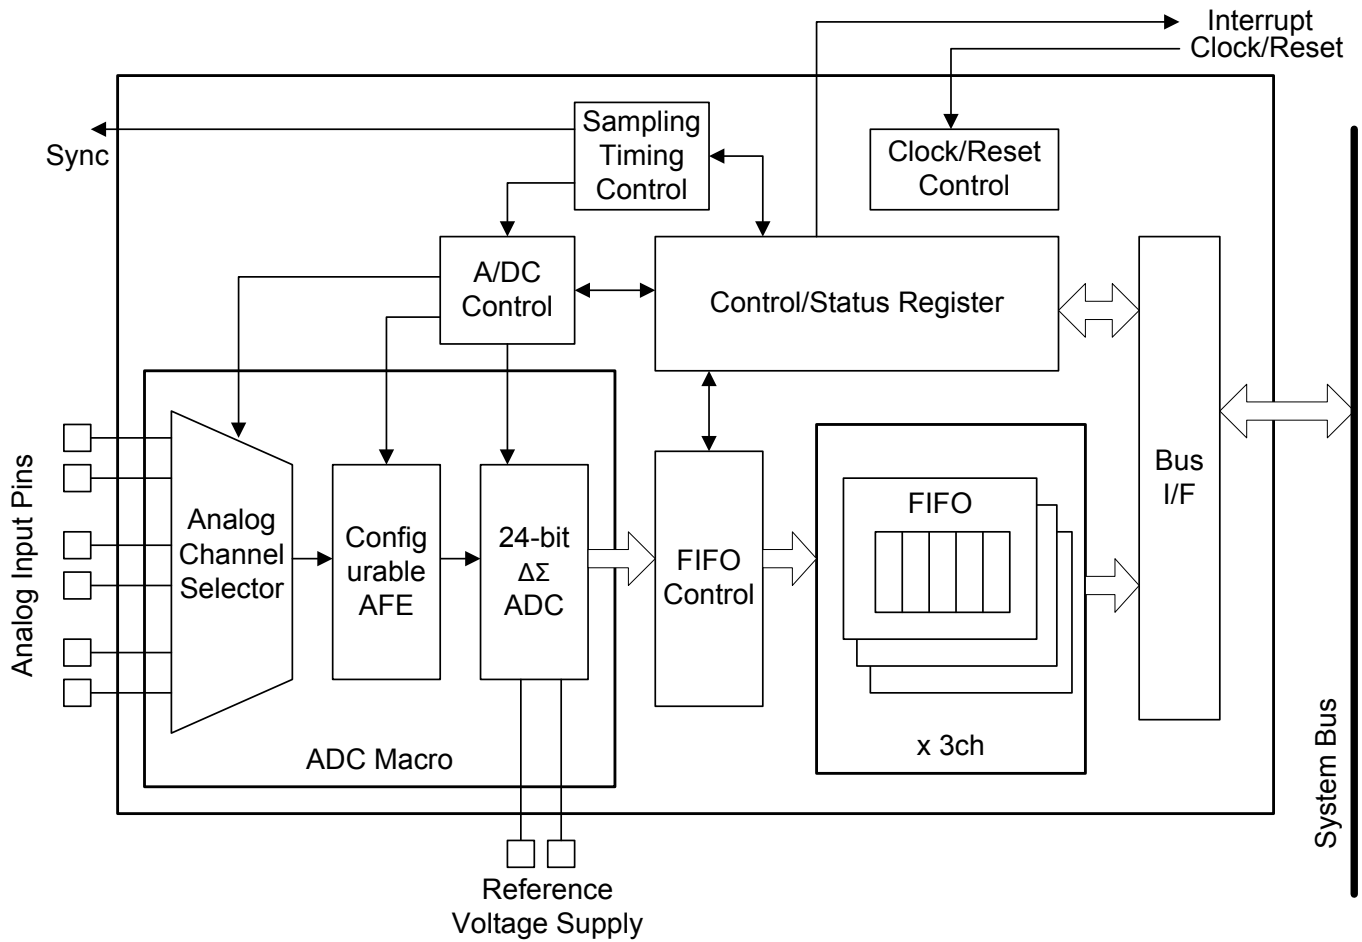 Interrupt
Clock/Reset
Sync
Sampling
Timing
Control
Clock/Reset
Control
A/DC
Control
Control/Status Register
Analog Input Pins
Analog
Channel
Selector
Config
urable
AFE
24-bit
ΔΣ
ADC
FIFO
Control
FIFO
x 3ch
Bus
I/F
ADC Macro
System Bus
Reference
Voltage Supply